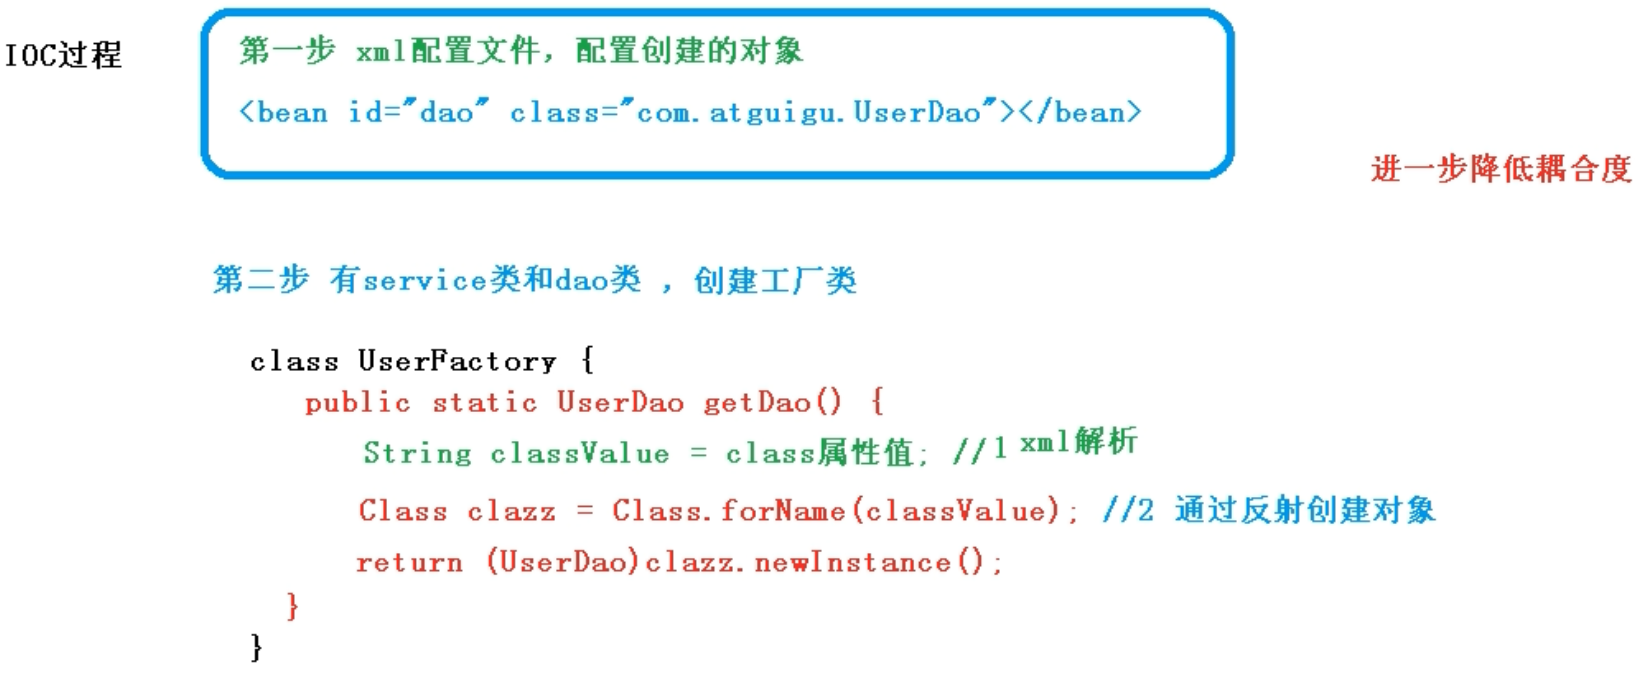 IOC过程
第一步 xml配置文件，配置创建的对象
<bean id="dao" class="com.atguigu.UserDao"></bean>
进一步降低耦合度
第二步 有service类和dao类 ，创建工厂类
class UserFactory {
public static UserDao getDao() {
String classValue = class属性值; //1 xml解析
Class clazz = Class.forName(classValue); //2 通过反射创建对象
return (UserDao)clazz.newInstance();
}
}